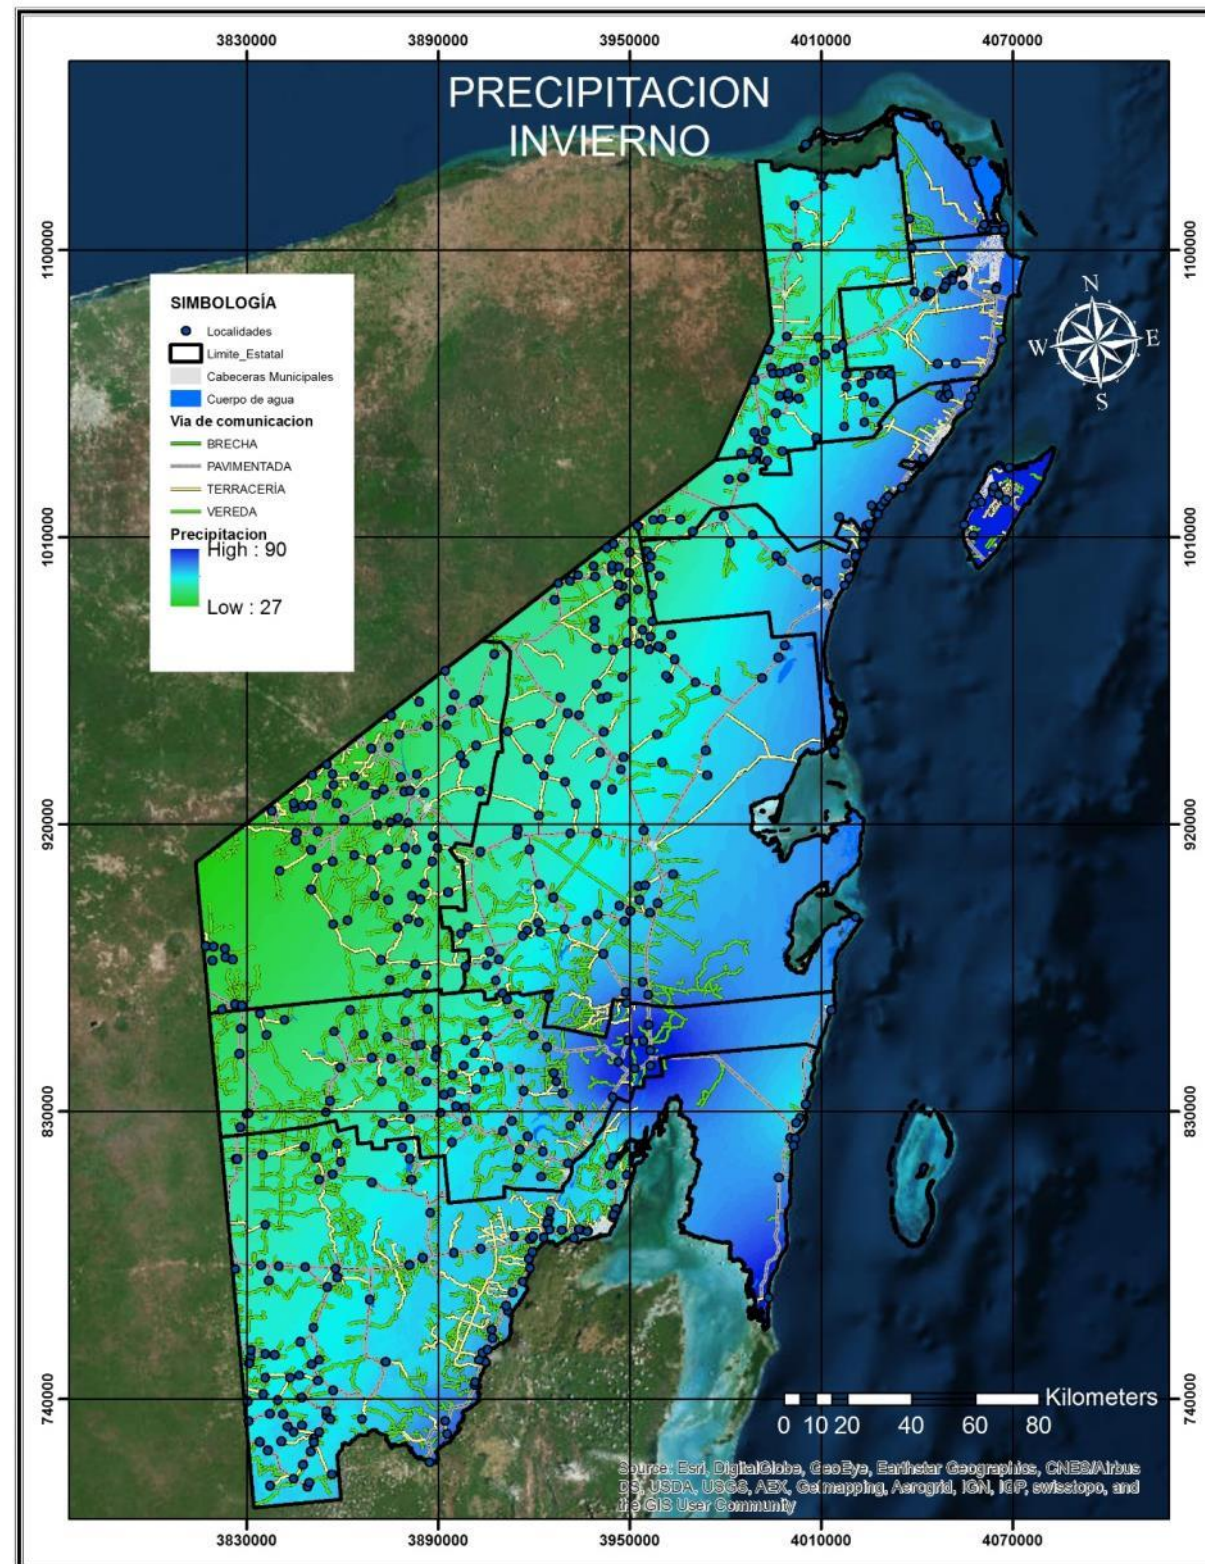 3830000 3890000 3950000 4010000 4070000
PRECIPITACION
INVIERNO
1100000 1100000
SIMBOLOGÍA
Localidades
Limite_Estatal
Cabeceras Municipales
Cuerpo de agua
Via de comunicacion
BRECHA
PAVIMENTADA
TERRACERÍA
VEREDA
Precipitacion
High : 90
Low : 27
N
W E
S
1010000 1010000
920000 920000
830000 830000
740000 740000
Kilometers
0 10 20 40 60 80
Source: Esri, DigitalGlobe, GeoEye, Earthstar Geographics, CNES/Airbus
DS, USDA, USGS, AEX, Getmapping, Aerogrid, IGN, IGP, swisstopo, and
the GIS User Community
3830000 3890000 3950000 4010000 4070000